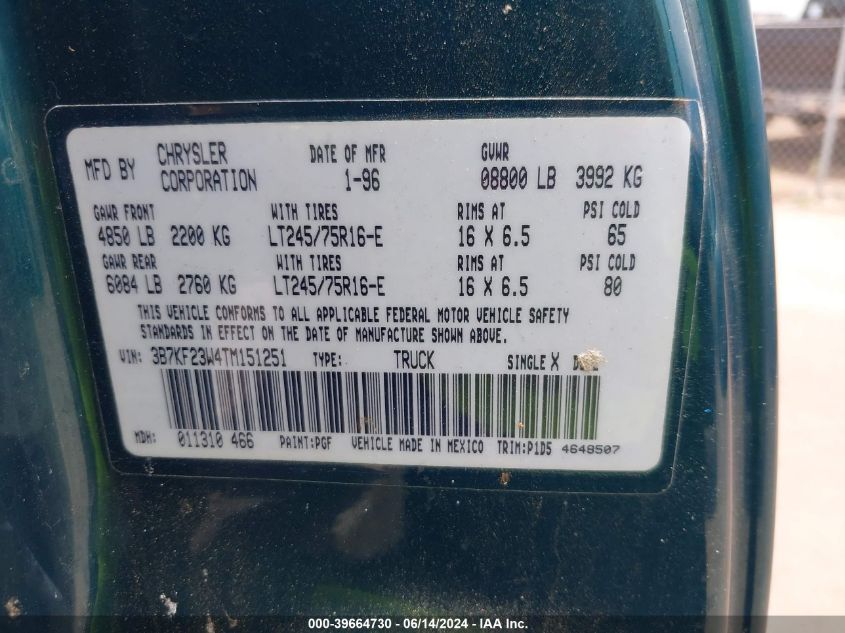 MFD BY CHRYSLER CORPORATION DATE OF MFR 1-96 GVWR 08800 LB 3992 KG
GAWR FRONT WITH TIRES RIMS AT PSI COLD
4850 LB 2200 KG LT245/75R16-E 16 X 6.5 65
GAWR REAR WITH TIRES RIMS AT PSI COLD
6084 LB 2760 KG LT245/75R16-E 16 X 6.5 80
THIS VEHICLE CONFORMS TO ALL APPLICABLE FEDERAL MOTOR VEHICLE SAFETY
STANDARDS IN EFFECT ON THE DATE OF MANUFACTURE SHOWN ABOVE.
VIN: 3B7KF23W4TM151251 TYPE: TRUCK SINGLE X
MDH: 011310 466 PAINT:PGF VEHICLE MADE IN MEXICO TRIM:P1D5 4648507
000-39664730 - 06/14/2024 - IAA Inc.